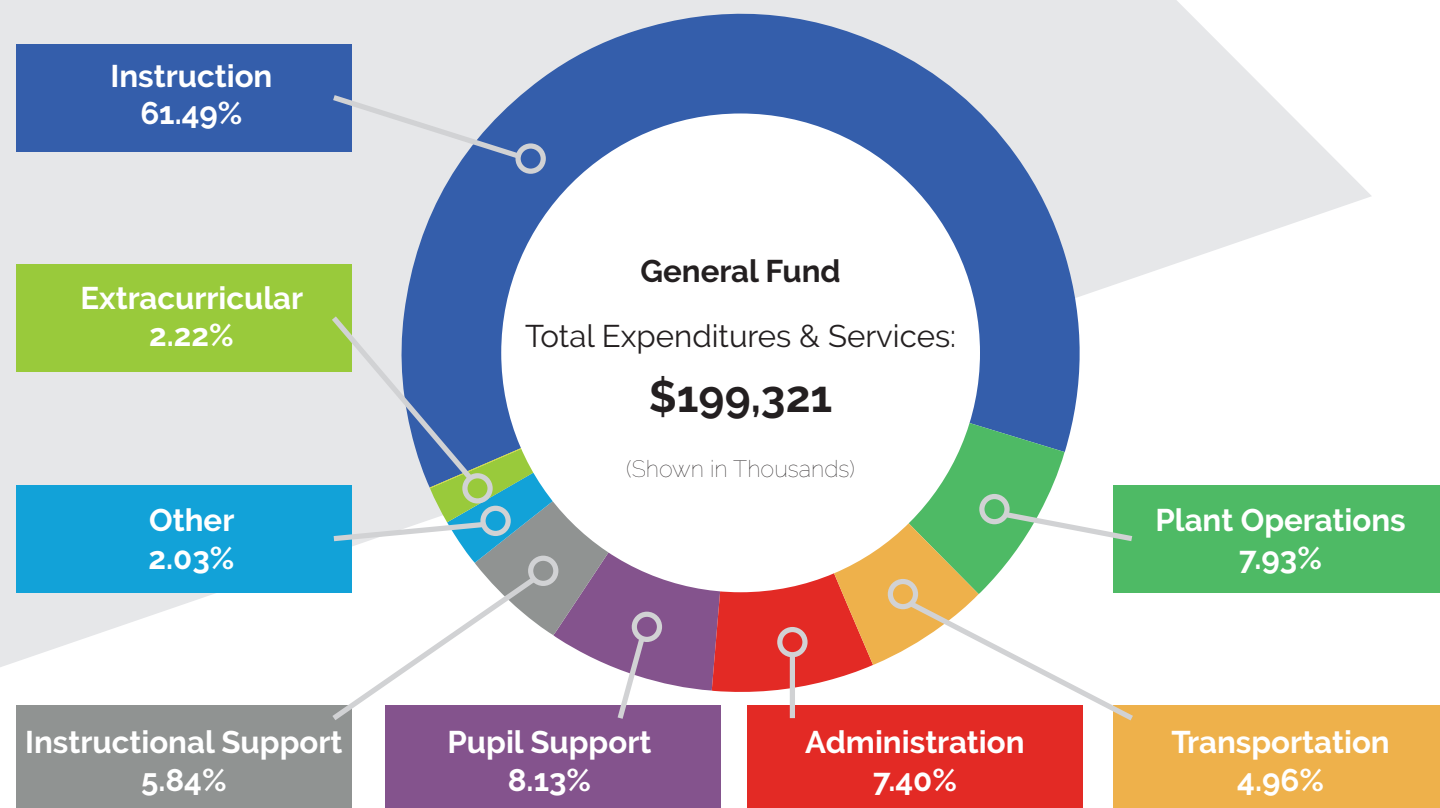 Instruction
61.49%
Extracurricular
2.22%
General Fund
Total Expenditures & Services:
$199,321
(Shown in Thousands)
Other
2.03%
Plant Operations
7.93%
Instructional Support
5.84%
Pupil Support
8.13%
Administration
7.40%
Transportation
4.96%